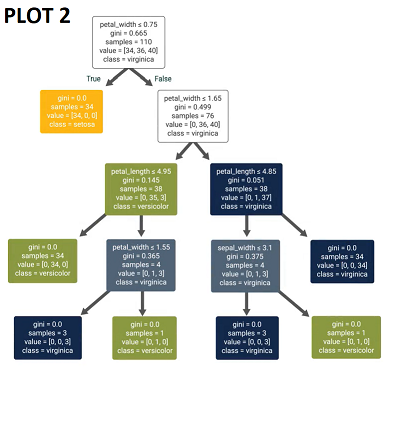 PLOT 2
petal_width ≤ 0.75
gini = 0.665
samples = 110
value = [34, 36, 40]
class = virginica
True
False
gini = 0.0
samples = 34
value = [34, 0, 0]
class = setosa
petal_width ≤ 1.65
gini = 0.499
samples = 76
value = [0, 36, 40]
class = virginica
petal_length ≤ 4.95
gini = 0.145
samples = 38
value = [0, 35, 3]
class = versicolor
petal_length ≤ 4.85
gini = 0.051
samples = 38
value = [0, 1, 37]
class = virginica
gini = 0.0
samples = 34
value = [0, 34, 0]
class = versicolor
petal_width ≤ 1.55
gini = 0.365
samples = 4
value = [0, 1, 3]
class = virginica
sepal_width ≤ 3.1
gini = 0.375
samples = 4
value = [0, 1, 3]
class = virginica
gini = 0.0
samples = 34
value = [0, 0, 34]
class = virginica
gini = 0.0
samples = 3
value = [0, 0, 3]
class = virginica
gini = 0.0
samples = 1
value = [0, 1, 0]
class = versicolor
gini = 0.0
samples = 3
value = [0, 0, 3]
class = virginica
gini = 0.0
samples = 1
value = [0, 1, 0]
class = versicolor